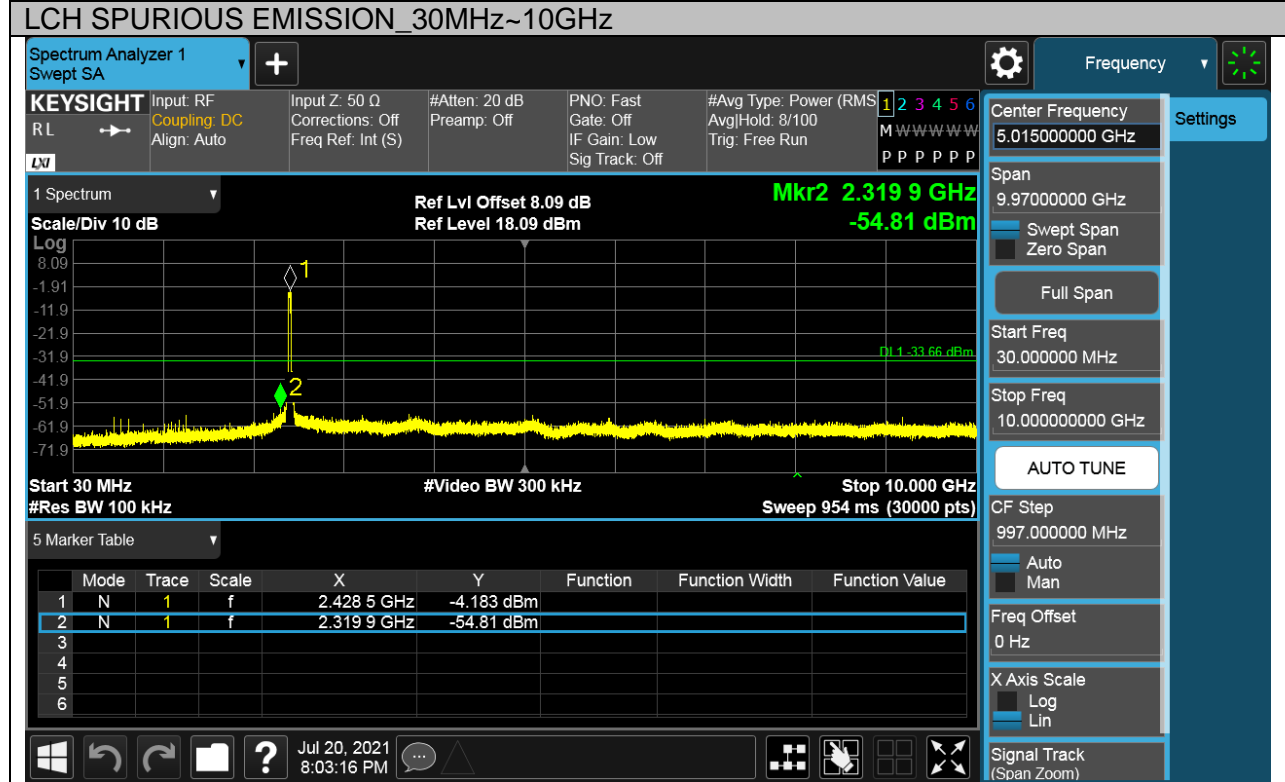 LCH SPURIOUS EMISSION_30MHz~10GHz
Spectrum Analyzer 1
Swept SA
Frequency
KEYSIGHT
RL
LXI
Input: RF
Coupling: DC
Align: Auto
Input Z: 50 Ω
Corrections: Off
Freq Ref: Int (S)
#Atten: 20 dB
Preamp: Off
PNO: Fast
Gate: Off
IF Gain: Low
Sig Track: Off
#Avg Type: Power (RMS
Avg|Hold: 8/100
Trig: Free Run
1 2 3 4 5 6
M W W W W W
P P P P P P
Center Frequency
5.015000000 GHz
Settings
1 Spectrum
Scale/Div 10 dB
Ref Lvl Offset 8.09 dB
Ref Level 18.09 dBm
Mkr2 2.319 9 GHz
-54.81 dBm
Log
8.09
-1.91
-11.9
-21.9
-31.9
-41.9
-51.9
-61.9
-71.9
1
2
DL1 -33.66 dBm
Start 30 MHz
#Res BW 100 kHz
#Video BW 300 kHz
Stop 10.000 GHz
Sweep 954 ms (30000 pts)
Span
9.97000000 GHz
Swept Span
Zero Span
Full Span
Start Freq
30.000000 MHz
Stop Freq
10.000000000 GHz
AUTO TUNE
CF Step
997.000000 MHz
Auto
Man
Freq Offset
0 Hz
X Axis Scale
Log
Lin
Signal Track
(Span Zoom)
5 Marker Table
Mode Trace Scale X Y Function Function Width Function Value
1 N 1 f 2.428 5 GHz -4.183 dBm
2 N 1 f 2.319 9 GHz -54.81 dBm
3
4
5
6
Jul 20, 2021
8:03:16 PM